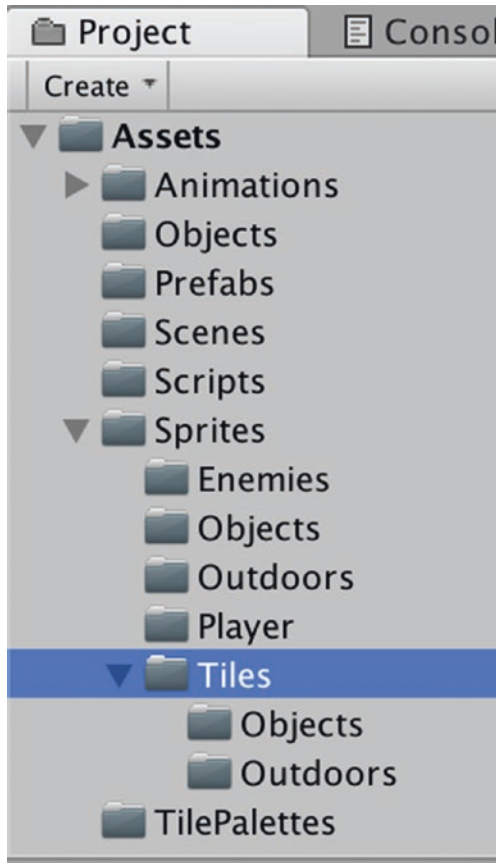 Project Consol
Create
Assets
Animations
Objects
Prefabs
Scenes
Scripts
Sprites
Enemies
Objects
Outdoors
Player
Tiles
Objects
Outdoors
TilePalettes